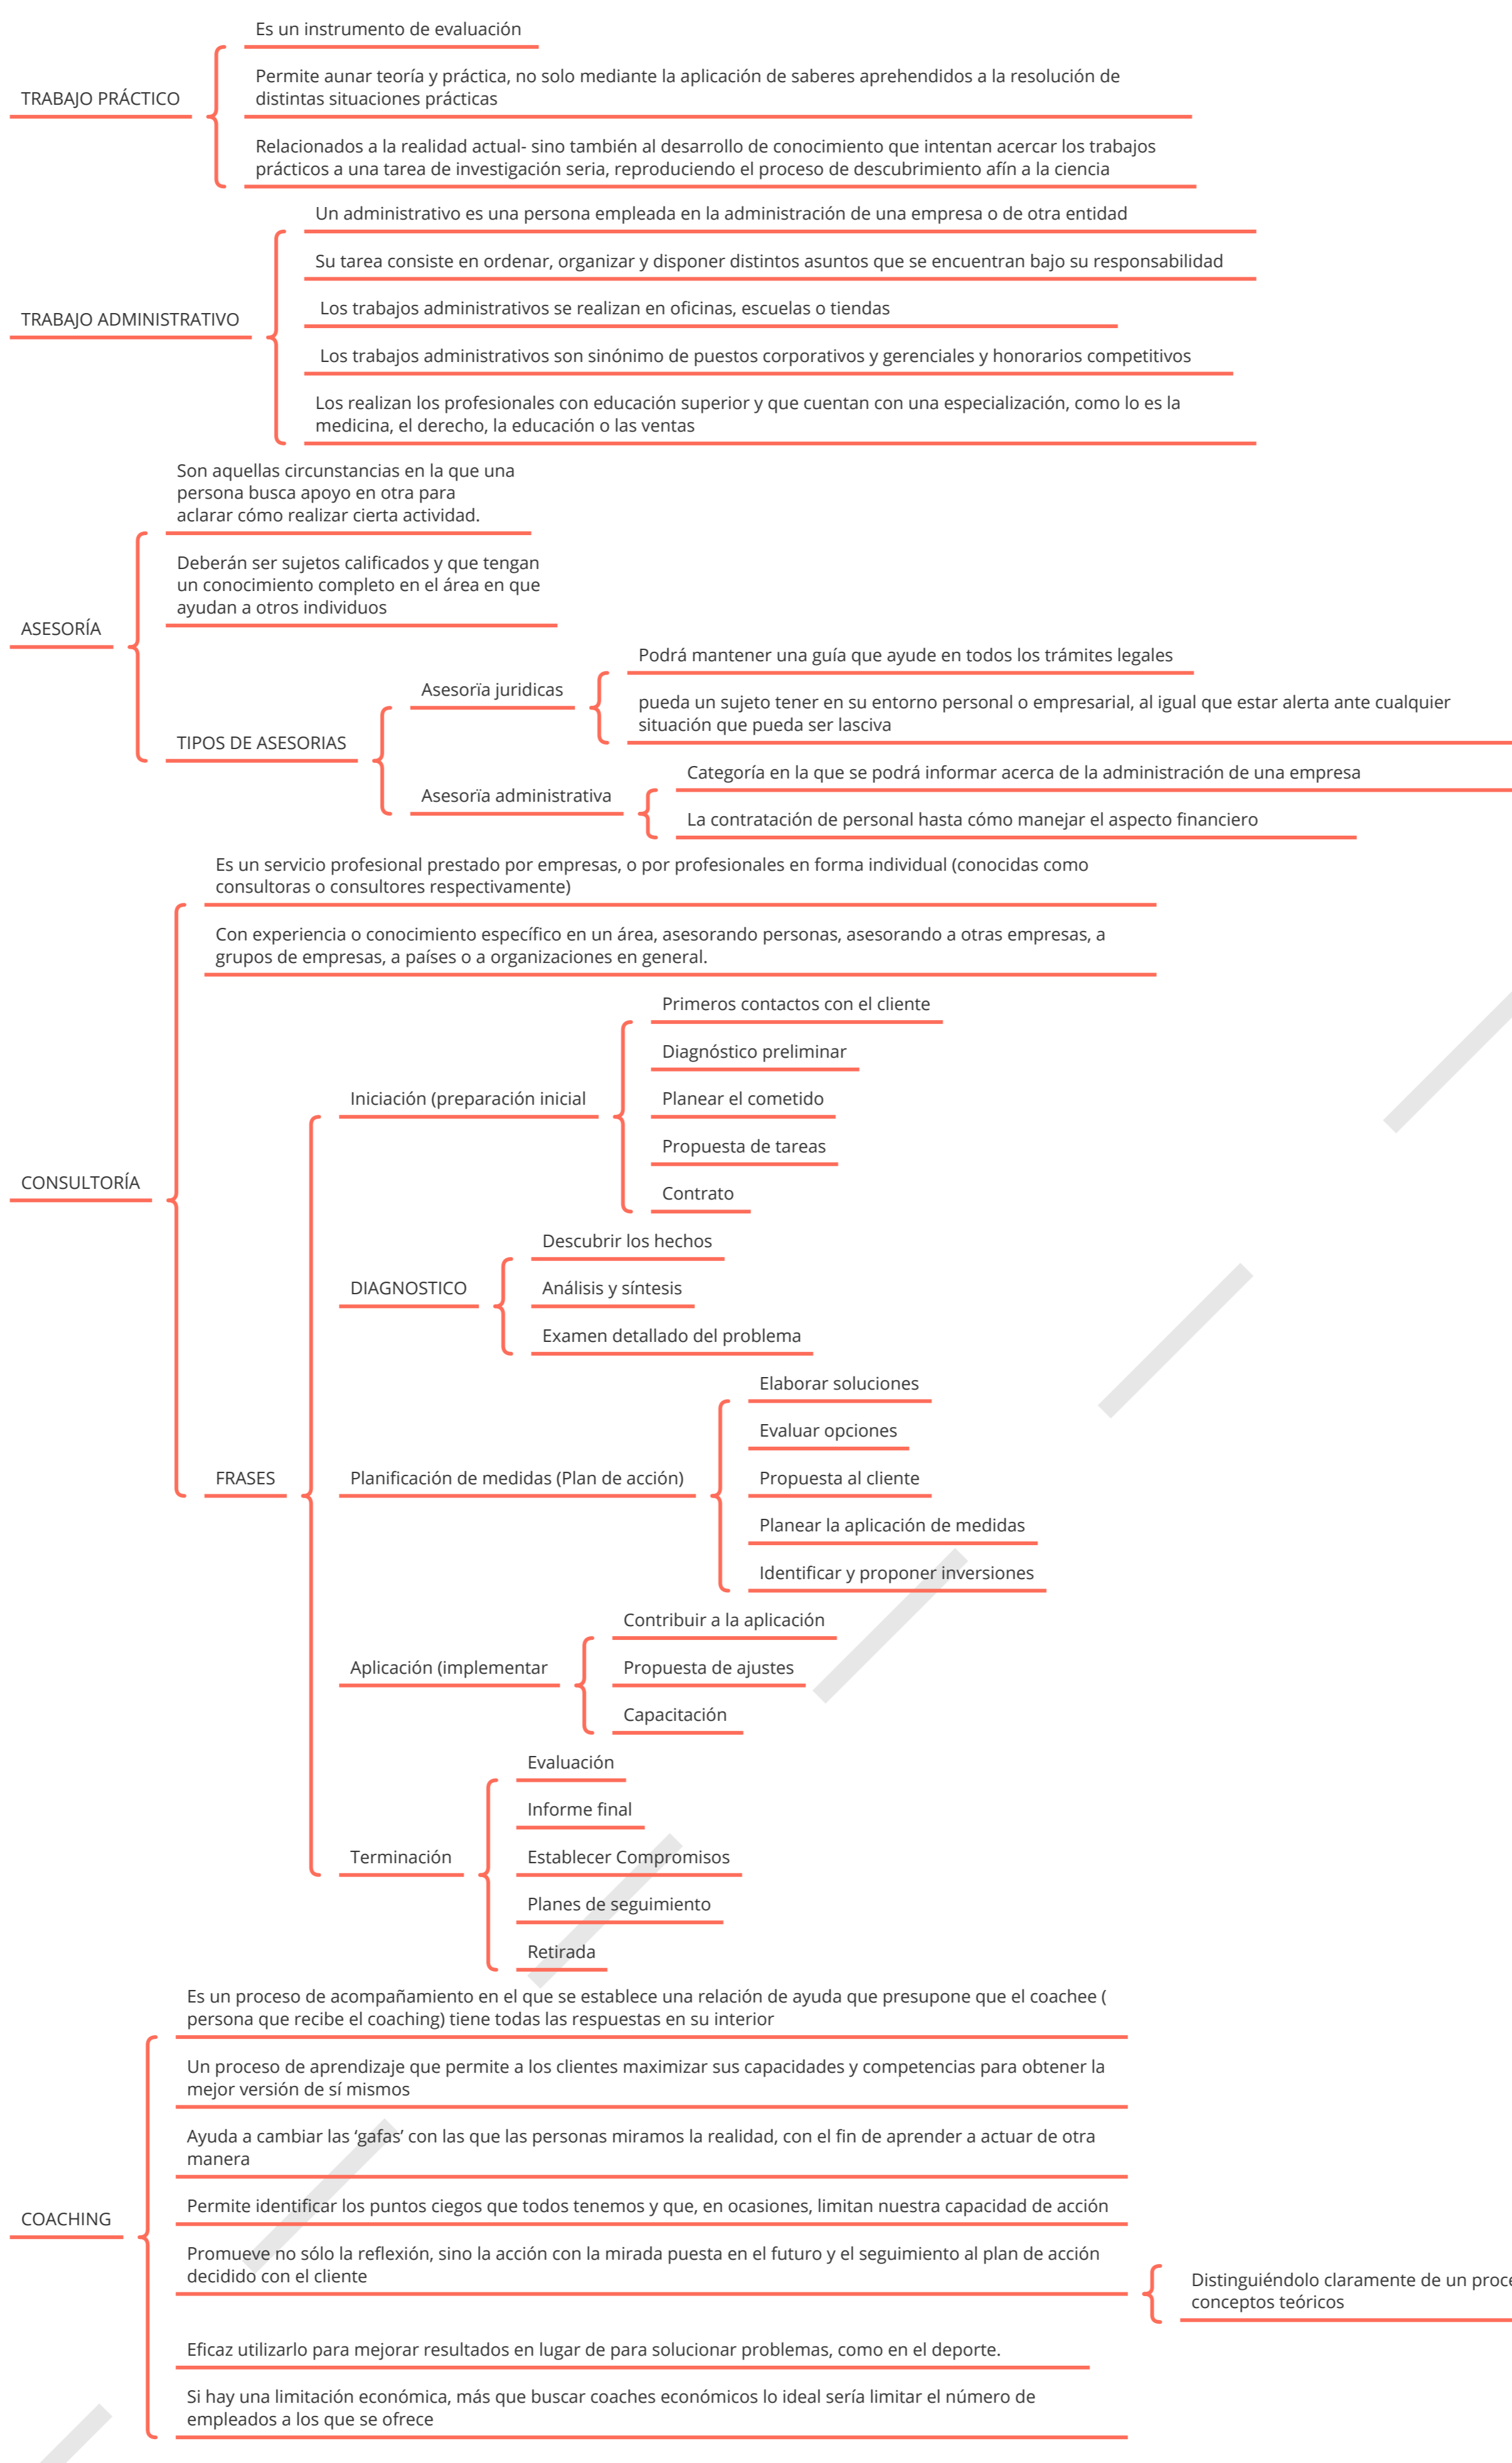 Es un instrumento de evaluación
Permite aunar teoría y práctica, no solo mediante la aplicación de saberes aprehendidos a la resolución de
distintas situaciones prácticas
TRABAJO PRÁCTICO
Relacionados a la realidad actual- sino también al desarrollo de conocimiento que intentan acercar los trabajos
prácticos a una tarea de investigación seria, reproduciendo el proceso de descubrimiento afín a la ciencia
Un administrativo es una persona empleada en la administración de una empresa o de otra entidad
Su tarea consiste en ordenar, organizar y disponer distintos asuntos que se encuentran bajo su responsabilidad
Los trabajos administrativos se realizan en oficinas, escuelas o tiendas
TRABAJO ADMINISTRATIVO
Los trabajos administrativos son sinónimo de puestos corporativos y gerenciales y honorarios competitivos
Los realizan los profesionales con educación superior y que cuentan con una especialización, como lo es la
medicina, el derecho, la educación o las ventas
Son aquellas circunstancias en la que una
persona busca apoyo en otra para
aclarar cómo realizar cierta actividad.
Deberán ser sujetos calificados y que tengan
un conocimiento completo en el área en que
ayudan a otros individuos
ASESORÍA
TIPOS DE ASESORIAS
Asesorïa juridicas
Podrá mantener una guía que ayude en todos los trámites legales
pueda un sujeto tener en su entorno personal o empresarial, al igual que estar alerta ante cualquier
situación que pueda ser lasciva
Asesorïa administrativa
Categoría en la que se podrá informar acerca de la administración de una empresa
La contratación de personal hasta cómo manejar el aspecto financiero
Es un servicio profesional prestado por empresas, o por profesionales en forma individual (conocidas como
consultoras o consultores respectivamente)
Con experiencia o conocimiento específico en un área, asesorando personas, asesorando a otras empresas, a
grupos de empresas, a países o a organizaciones en general.
CONSULTORÍA
FRASES
Iniciación (preparación inicial
Primeros contactos con el cliente
Diagnóstico preliminar
Planear el cometido
Propuesta de tareas
Contrato
DIAGNOSTICO
Descubrir los hechos
Análisis y síntesis
Examen detallado del problema
Planificación de medidas (Plan de acción)
Elaborar soluciones
Evaluar opciones
Propuesta al cliente
Planear la aplicación de medidas
Identificar y proponer inversiones
Aplicación (implementar
Contribuir a la aplicación
Propuesta de ajustes
Capacitación
Terminación
Evaluación
Informe final
Establecer Compromisos
Planes de seguimiento
Retirada
Es un proceso de acompañamiento en el que se establece una relación de ayuda que presupone que el coachee (
persona que recibe el coaching) tiene todas las respuestas en su interior
Un proceso de aprendizaje que permite a los clientes maximizar sus capacidades y competencias para obtener la
mejor versión de sí mismos
Ayuda a cambiar las ‘gafas’ con las que las personas miramos la realidad, con el fin de aprender a actuar de otra
manera
Permite identificar los puntos ciegos que todos tenemos y que, en ocasiones, limitan nuestra capacidad de acción
COACHING
Promueve no sólo la reflexión, sino la acción con la mirada puesta en el futuro y el seguimiento al plan de acción
decidido con el cliente
Distinguiéndolo claramente de un
conceptos teóricos
Eficaz utilizarlo para mejorar resultados en lugar de para solucionar problemas, como en el deporte.
Si hay una limitación económica, más que buscar coaches económicos lo ideal sería limitar el número de
empleados a los que se ofrece